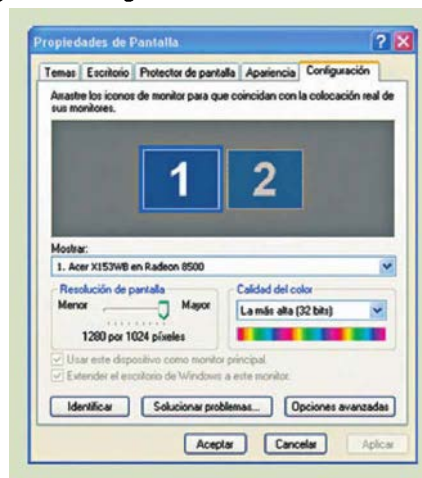 Propiedades de Pantalla
Temas Escritorio Protector de pantalla Apariencia Configuración
Arrastre los iconos de monitor para que coincidan con la colocación real de
sus monitores.
1 2
Mostrar:
1. Acer X153WB en Radeon 8500
Resolución de pantalla
Menor Mayor
1280 por 1024 píxeles
Calidad del color
La más alta (32 bits)
Usar este dispositivo como monitor principal.
Extender el escritorio de Windows a este monitor.
Identificar Solucionar problemas... Opciones avanzadas
Aceptar Cancelar Aplicar